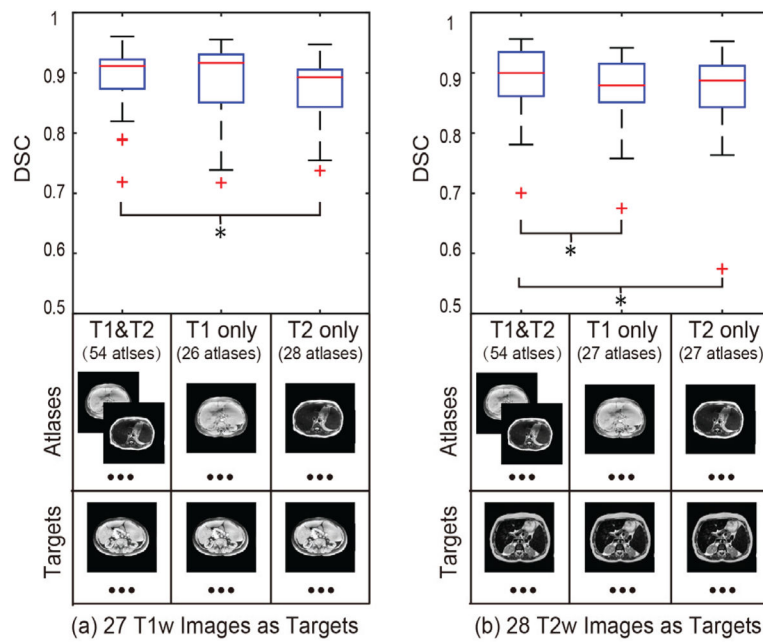 1
0.9
0.8
0.7
0.6
0.5
DSC
*
T1&T2
(54 atlses)
T1 only
(26 atlases)
T2 only
(28 atlases)
Atlases
Targets
(a) 27 T1w Images as Targets
1
0.9
0.8
0.7
0.6
0.5
DSC
*
*
T1&T2
(54 atlses)
T1 only
(27 atlases)
T2 only
(27 atlases)
Atlases
Targets
(b) 28 T2w Images as Targets